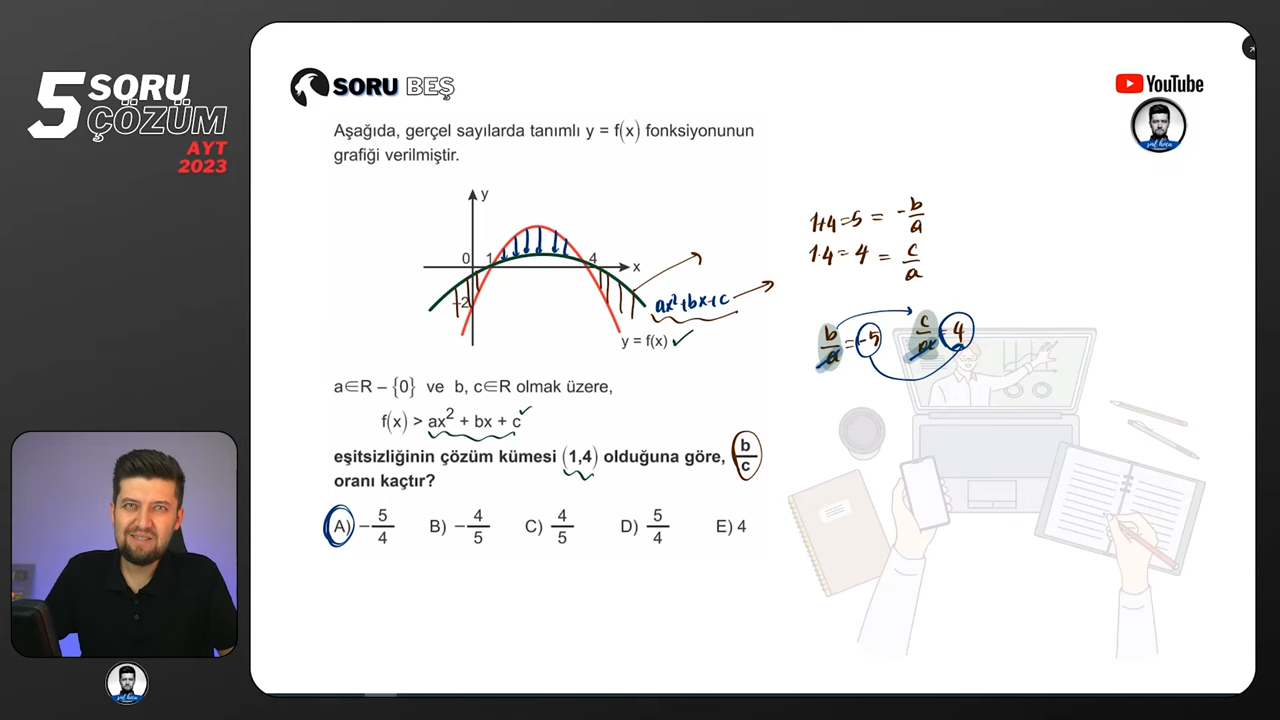 5 SORU
ÇÖZÜM
AYT
2023
SORU BEŞ
YouTube
Aşağıda, gerçel sayılarda tanımlı y = f(x) fonksiyonunun
grafiği verilmiştir.
y
0 1 4 x
–2
ax²+bx+c
y = f(x) ✓
1+4=5 = -b/a
1.4=4 = c/a
b/a = -5 c/a = 4
a∈R – {0} ve b, c∈R olmak üzere,
f(x) > ax² + bx + c ✓
eşitsizliğinin çözüm kümesi (1,4) olduğuna göre, b/c
oranı kaçtır?
A) –5/4 B) –4/5 C) 4/5 D) 5/4 E) 4